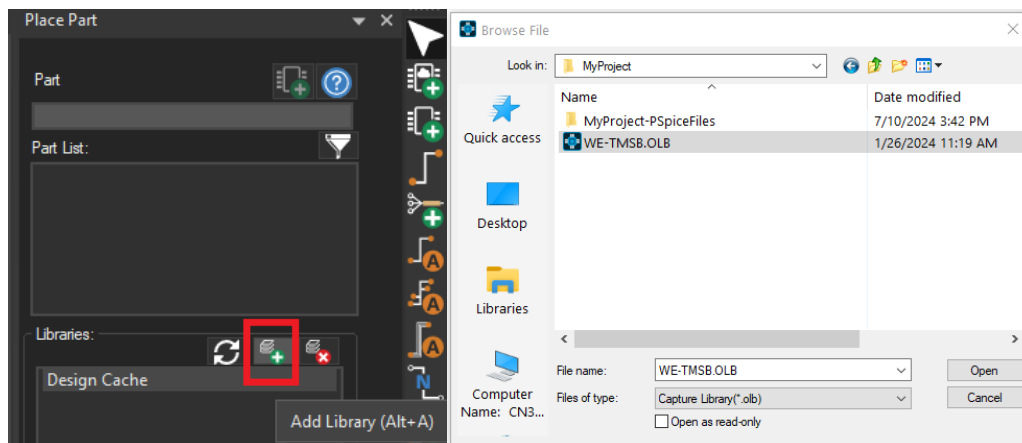 Place Part
Part
Part List:
Libraries:
Design Cache
Add Library (Alt+A)
Browse File
Look in:
MyProject
Name
Date modified
MyProject-PSpiceFiles
7/10/2024 3:42 PM
WE-TMSB.OLB
1/26/2024 11:19 AM
Quick access
Desktop
Libraries
Computer
Name: CN3...
File name:
WE-TMSB.OLB
Open
Files of type:
Capture Library(*.olb)
Cancel
Open as read-only